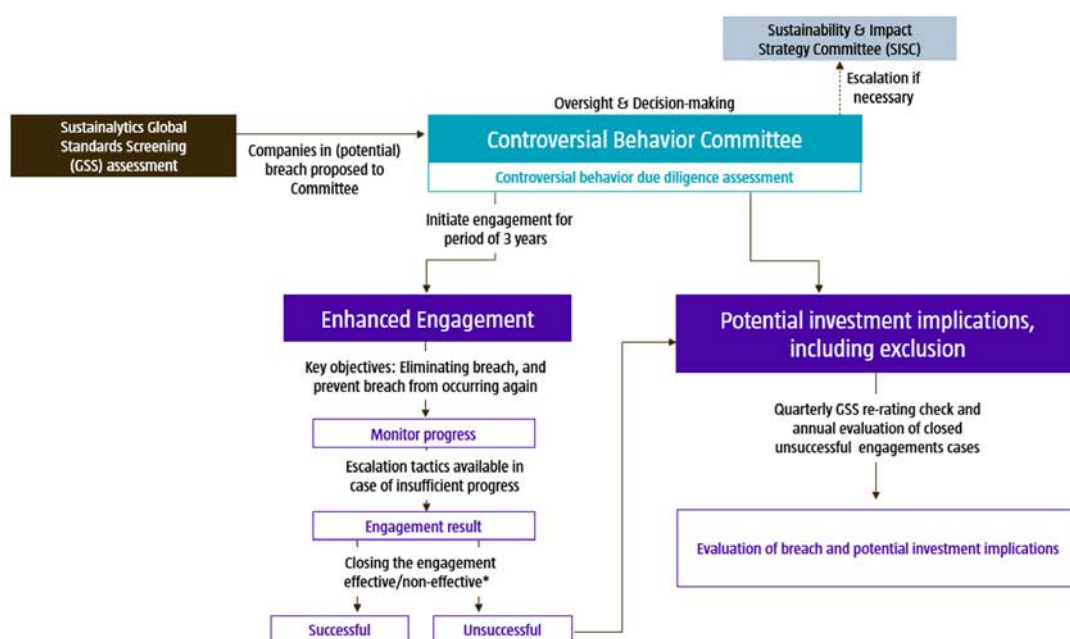 Sustainability & Impact
Strategy Committee (SISC)
Escalation if
necessary
Oversight & Decision-making
Sustainalytics Global
Standards Screening
(GSS) assessment
Companies in (potential)
breach proposed to
Committee
Controversial Behavior Committee
Controversial behavior due diligence assessment
Initiate engagement for
period of 3 years
Enhanced Engagement
Potential investment implications,
including exclusion
Key objectives: Eliminating breach, and
prevent breach from occurring again
Monitor progress
Escalation tactics available in
case of insufficient progress
Engagement result
Closing the engagement
effective/non-effective*
Successful
Unsuccessful
Quarterly GSS re-rating check and
annual evaluation of closed
unsuccessful engagements cases
Evaluation of breach and potential investment implications